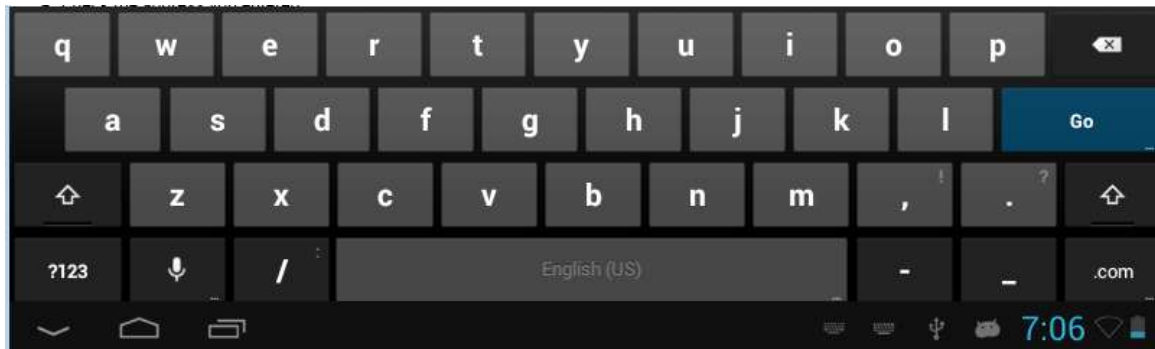 q w e r t y u i o p
a s d f g h j k l Go
z x c v b n m , ! . ?
?123 / : English (US) - _ .com
7:06